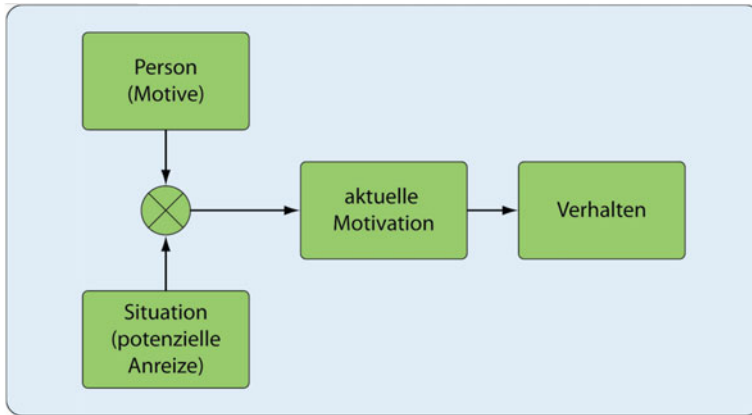 Person
(Motive)
aktuelle
Motivation
Verhalten
Situation
(potenzielle
Anreize)